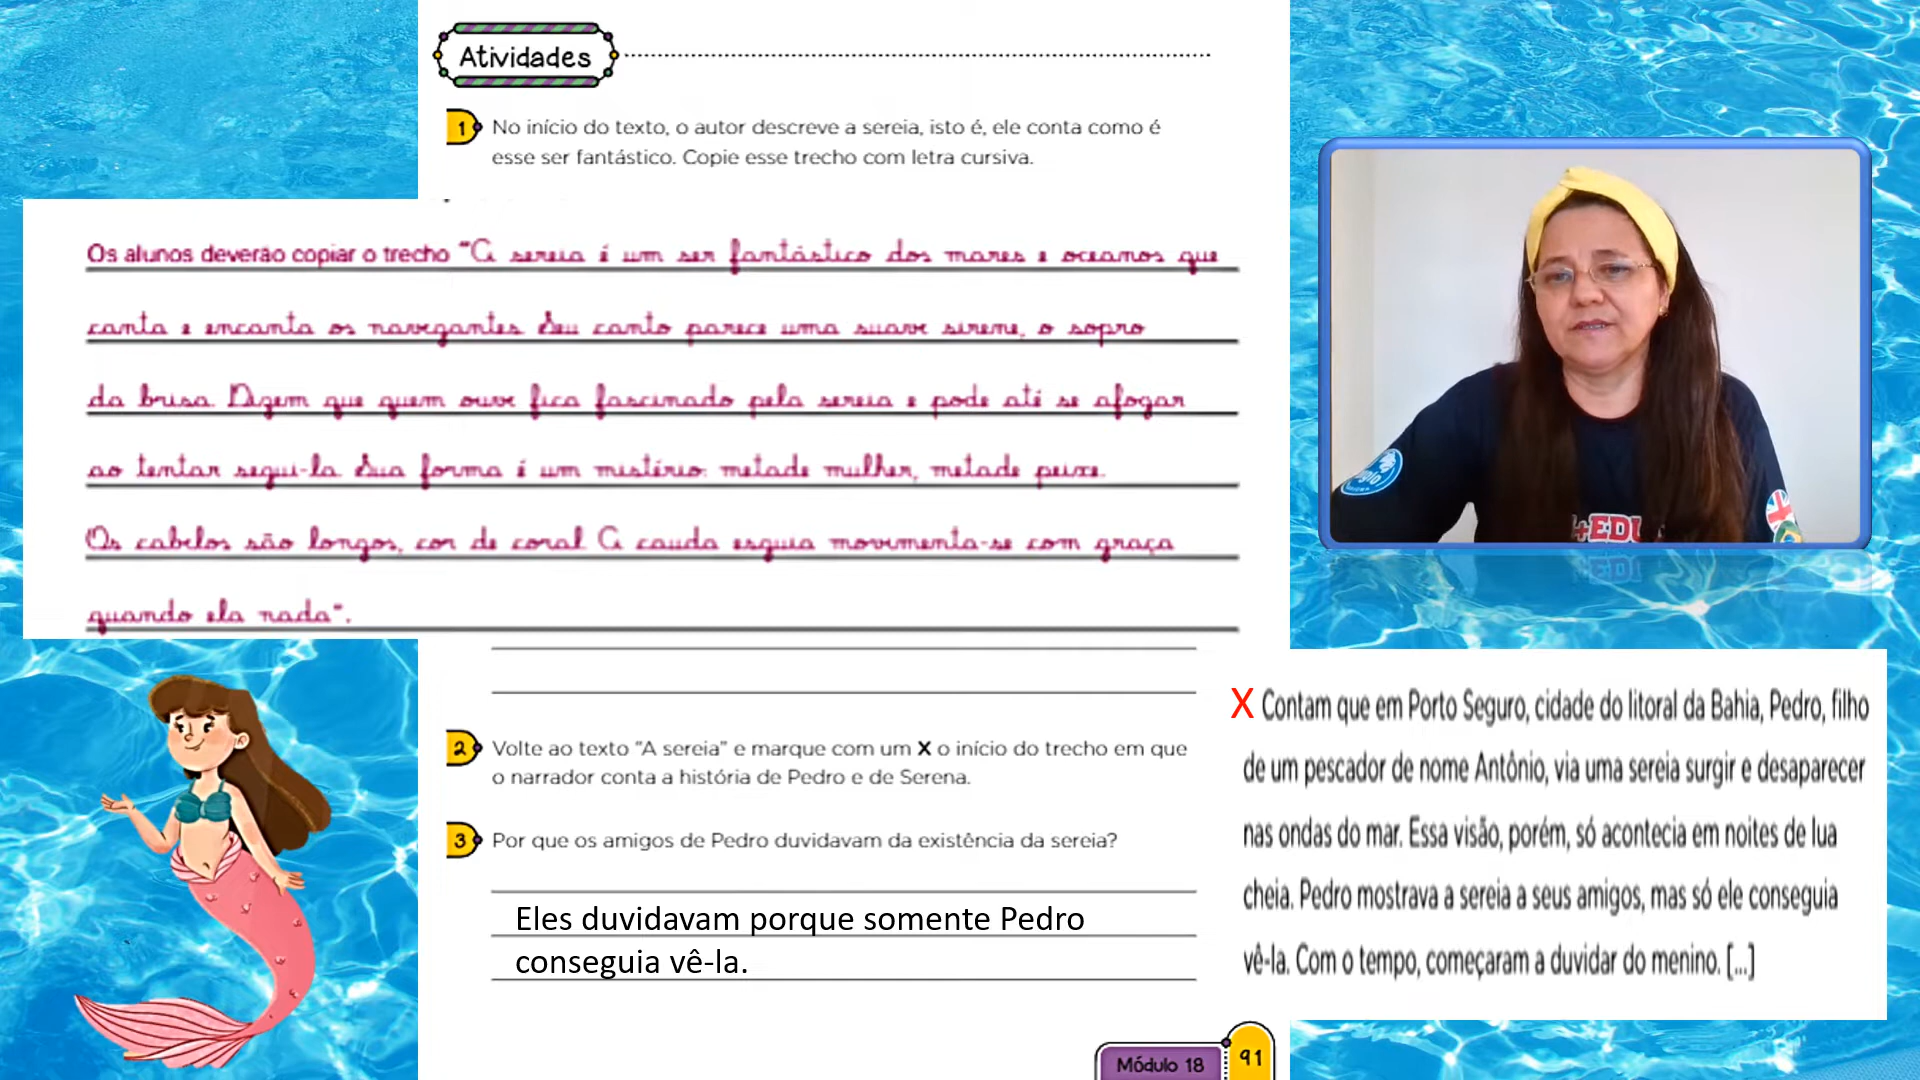 Atividades
1 No início do texto, o autor descreve a sereia, isto é, ele conta como é
esse ser fantástico. Copie esse trecho com letra cursiva.
Os alunos deverão copiar o trecho "A sereia é um ser fantástico dos mares e oceanos que
canta e encanta os navegantes. Seu canto parece uma suave sirene, o sopro
da brisa. Dizem que quem ouve fica fascinado pela sereia e pode até se afogar
ao tentar segui-la. Sua forma é um mistério: metade mulher, metade peixe.
Os cabelos são longos, cor de coral. A cauda esguia movimenta-se com graça
quando ela nada".
2 Volte ao texto "A sereia" e marque com um X o início do trecho em que
o narrador conta a história de Pedro e de Serena.
3 Por que os amigos de Pedro duvidavam da existência da sereia?
Eles duvidavam porque somente Pedro
conseguia vê-la.
X Contam que em Porto Seguro, cidade do litoral da Bahia, Pedro, filho
de um pescador de nome Antônio, via uma sereia surgir e desaparecer
nas ondas do mar. Essa visão, porém, só acontecia em noites de lua
cheia. Pedro mostrava a sereia a seus amigos, mas só ele conseguia
vê-la. Com o tempo, começaram a duvidar do menino. [...]
Módulo 18
91